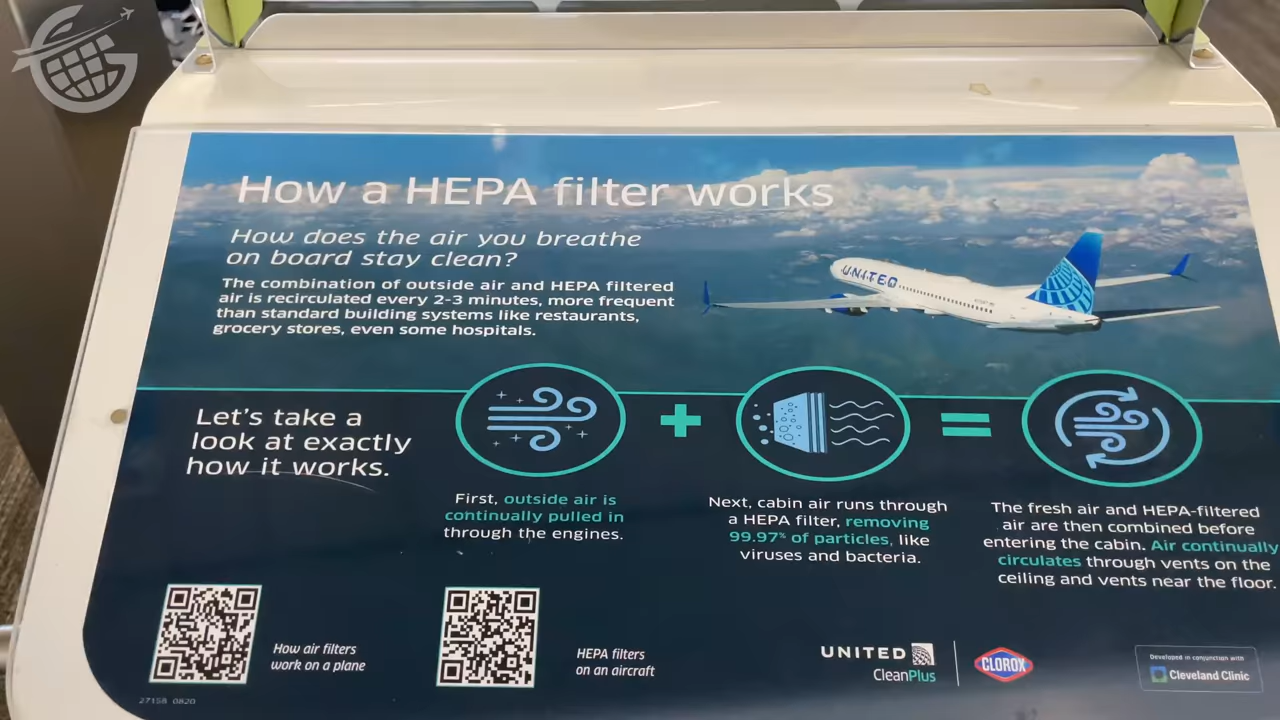 How a HEPA filter works
How does the air you breathe
on board stay clean?
The combination of outside air and HEPA filtered
air is recirculated every 2-3 minutes, more frequent
than standard building systems like restaurants,
grocery stores, even some hospitals.
UNITED
Let's take a
look at exactly
how it works.
First, outside air is
continually pulled in
through the engines.
Next, cabin air runs through
a HEPA filter, removing
99.97% of particles, like
viruses and bacteria.
The fresh air and HEPA-filtered
air are then combined before
entering the cabin. Air continually
circulates through vents on the
ceiling and vents near the floor.
How air filters
work on a plane
HEPA filters
on an aircraft
UNITED
CleanPlus
CLOROX
Developed in conjunction with
Cleveland Clinic
27158 0820